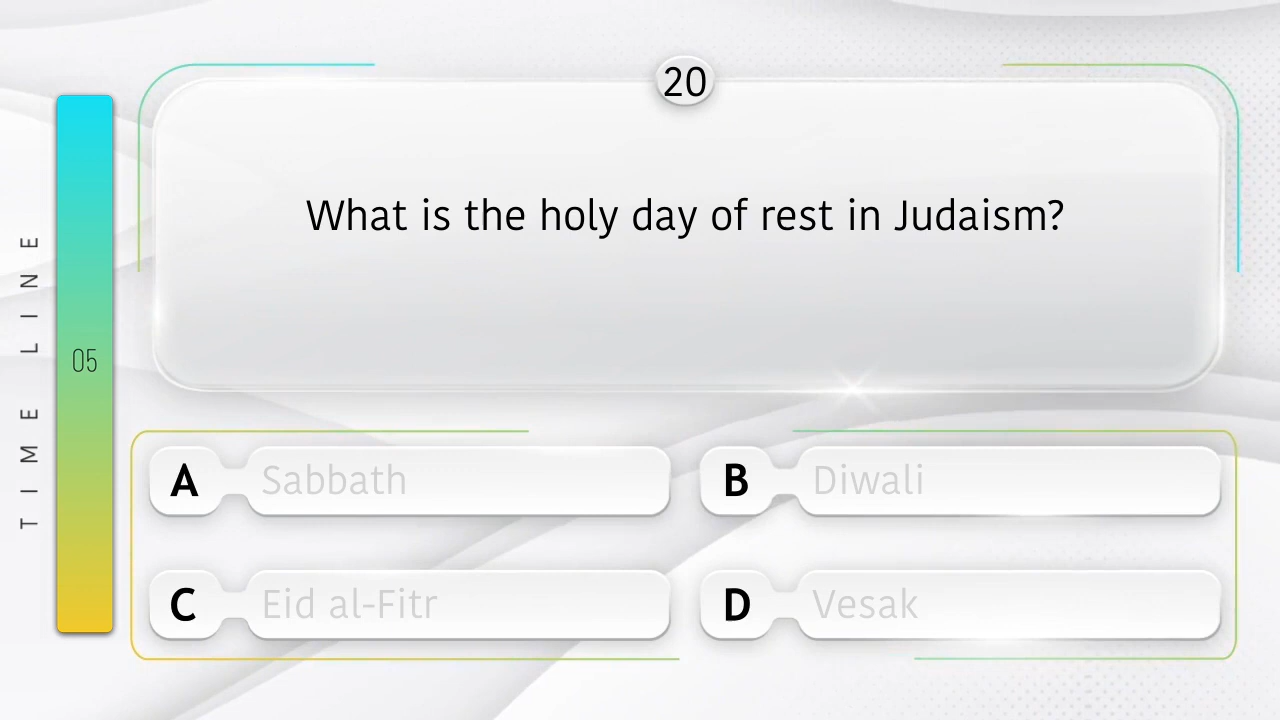 20
What is the holy day of rest in Judaism?
TIME LINE
05
A Sabbath
B Diwali
C Eid al-Fitr
D Vesak